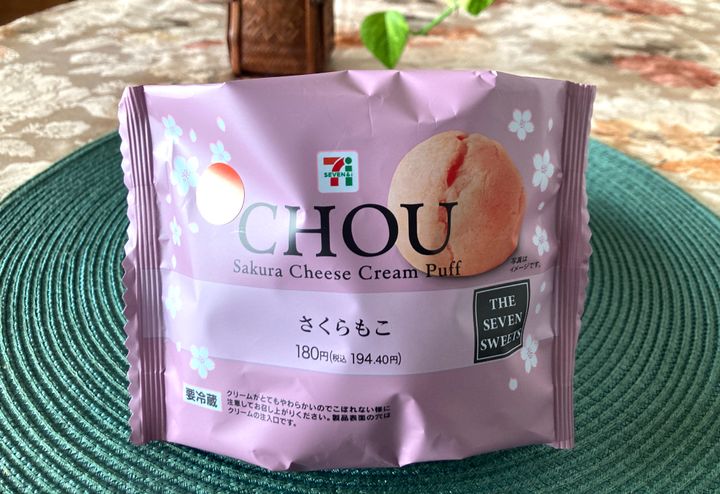 7i
SEVEN&i
CHOU
Sakura Cheese Cream Puff
写真は
イメージです。
さくらもこ
180円(税込 194.40円)
THE
SEVEN
SWEETS
要冷蔵
クリームがとてもやわらかいのでこぼれない様に
注意してお召し上がりください。製品表面の穴は
クリームの注入口です。